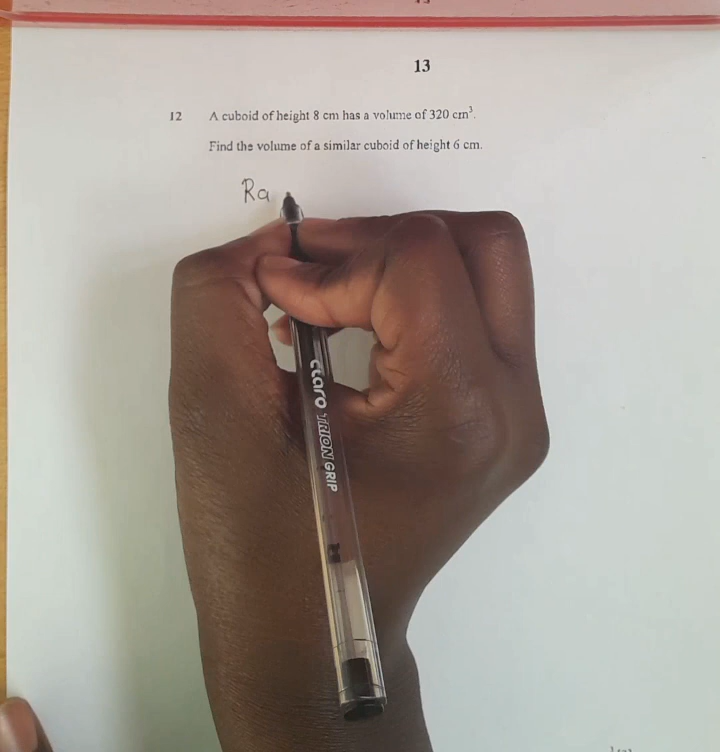 13
12 A cuboid of height 8 cm has a volume of 320 cm³.
Find the volume of a similar cuboid of height 6 cm.
Ra
claro TRION GRIP